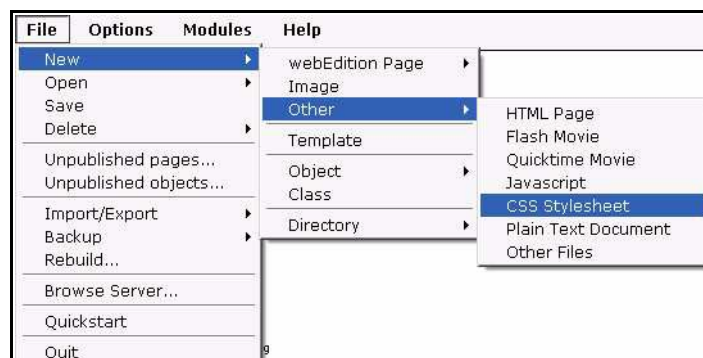 File Options Modules Help
New
Open
Save
Delete
Unpublished pages...
Unpublished objects...
Import/Export
Backup
Rebuild...
Browse Server...
Quickstart
Quit
webEdition Page
Image
Other
Template
Object
Class
Directory
HTML Page
Flash Movie
Quicktime Movie
Javascript
CSS Stylesheet
Plain Text Document
Other Files
g